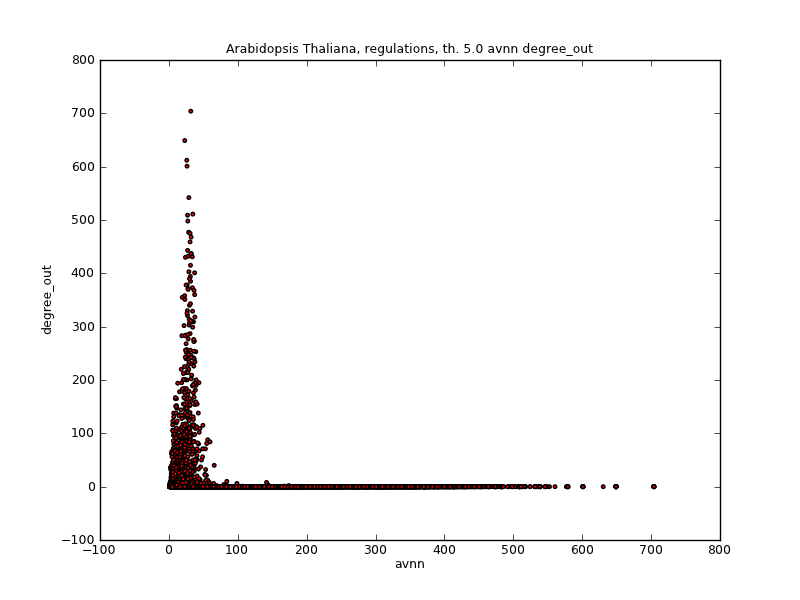 Arabidopsis Thaliana, regulations, th. 5.0 avnn degree_out
800
700
600
500
400
300
200
100
0
−100
degree_out
−100 0 100 200 300 400 500 600 700 800
avnn